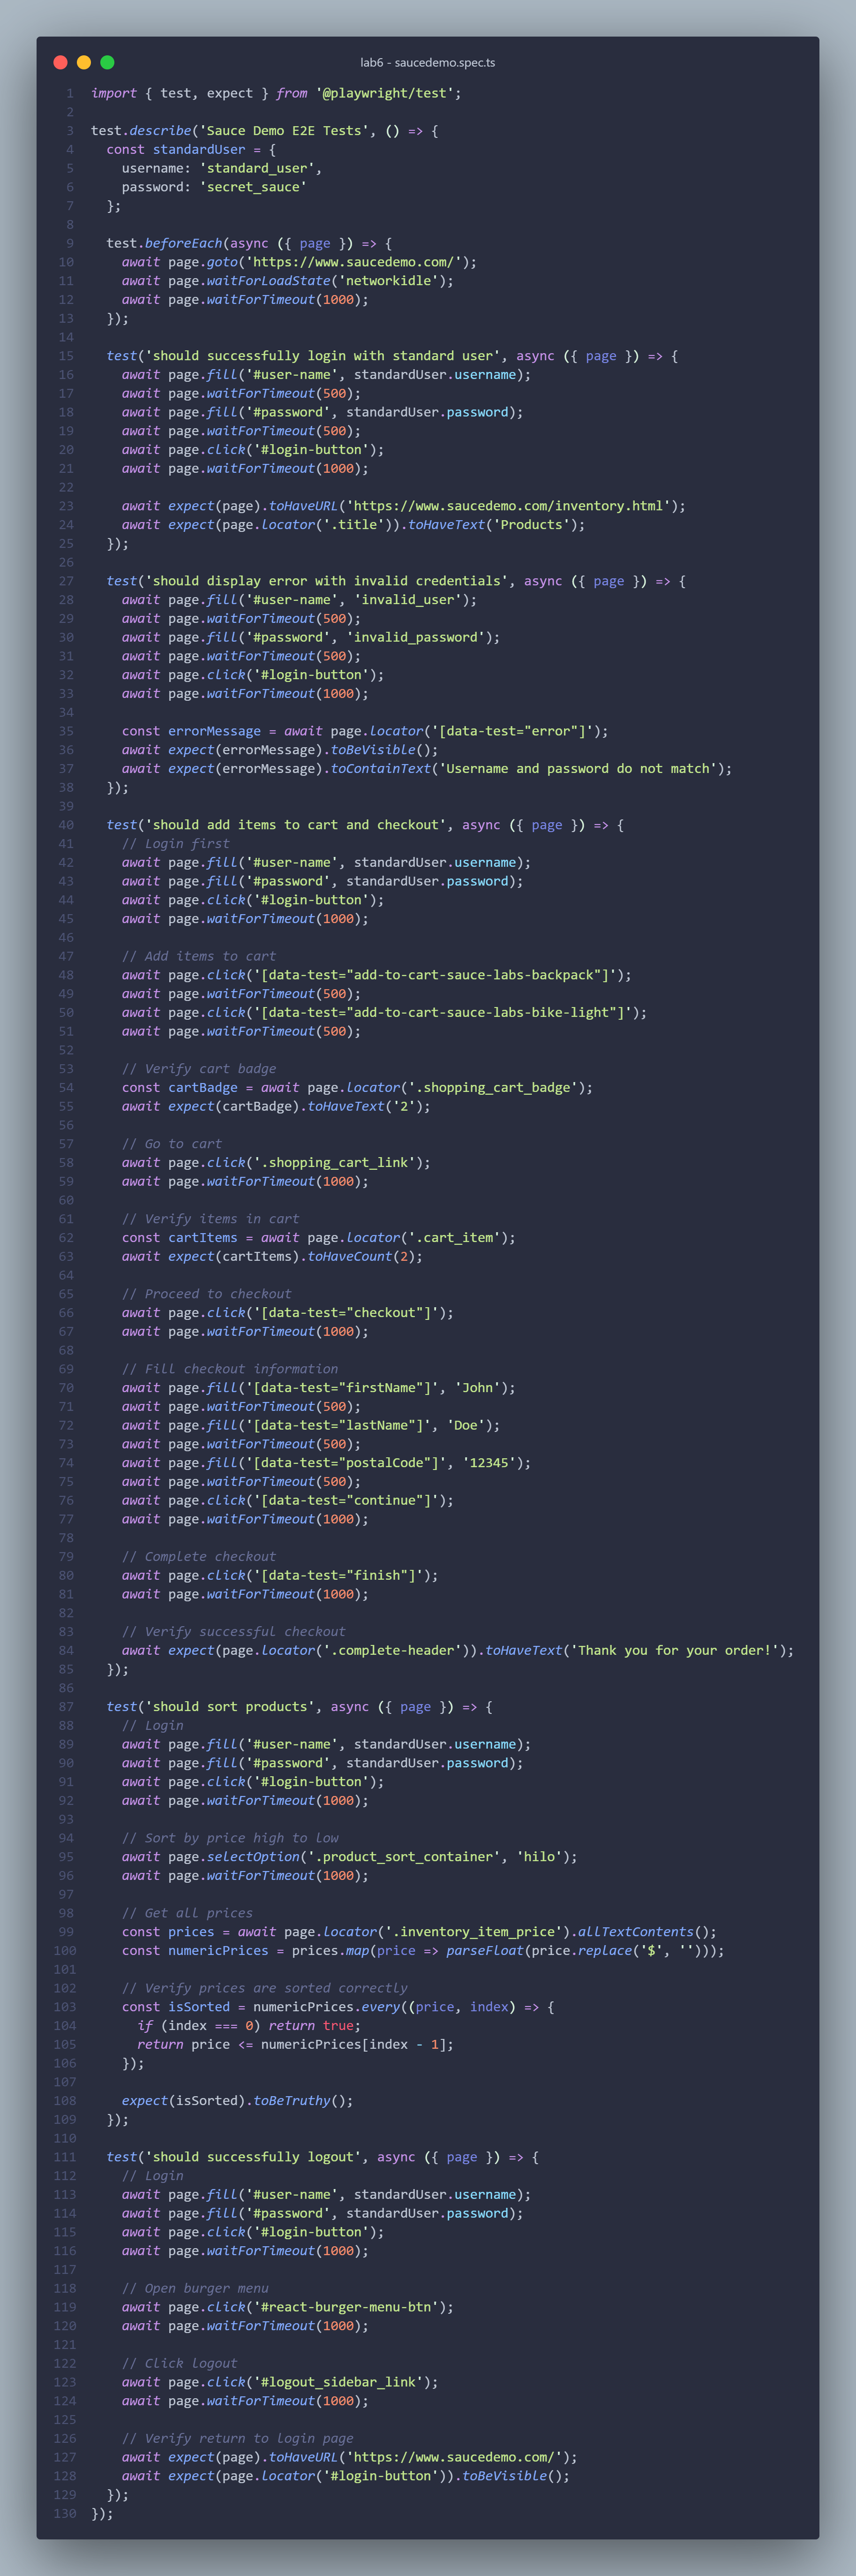 lab6 - saucedemo.spec.ts
1 import { test, expect } from '@playwright/test';
2
3 test.describe('Sauce Demo E2E Tests', () => {
4   const standardUser = {
5     username: 'standard_user',
6     password: 'secret_sauce'
7   };
8
9   test.beforeEach(async ({ page }) => {
10     await page.goto('https://www.saucedemo.com/');
11     await page.waitForLoadState('networkidle');
12     await page.waitForTimeout(1000);
13   });
14
15   test('should successfully login with standard user', async ({ page }) => {
16     await page.fill('#user-name', standardUser.username);
17     await page.waitForTimeout(500);
18     await page.fill('#password', standardUser.password);
19     await page.waitForTimeout(500);
20     await page.click('#login-button');
21     await page.waitForTimeout(1000);
22
23     await expect(page).toHaveURL('https://www.saucedemo.com/inventory.html');
24     await expect(page.locator('.title')).toHaveText('Products');
25   });
26
27   test('should display error with invalid credentials', async ({ page }) => {
28     await page.fill('#user-name', 'invalid_user');
29     await page.waitForTimeout(500);
30     await page.fill('#password', 'invalid_password');
31     await page.waitForTimeout(500);
32     await page.click('#login-button');
33     await page.waitForTimeout(1000);
34
35     const errorMessage = await page.locator('[data-test="error"]');
36     await expect(errorMessage).toBeVisible();
37     await expect(errorMessage).toContainText('Username and password do not match');
38   });
39
40   test('should add items to cart and checkout', async ({ page }) => {
41     // Login first
42     await page.fill('#user-name', standardUser.username);
43     await page.fill('#password', standardUser.password);
44     await page.click('#login-button');
45     await page.waitForTimeout(1000);
46
47     // Add items to cart
48     await page.click('[data-test="add-to-cart-sauce-labs-backpack"]');
49     await page.waitForTimeout(500);
50     await page.click('[data-test="add-to-cart-sauce-labs-bike-light"]');
51     await page.waitForTimeout(500);
52
53     // Verify cart badge
54     const cartBadge = await page.locator('.shopping_cart_badge');
55     await expect(cartBadge).toHaveText('2');
56
57     // Go to cart
58     await page.click('.shopping_cart_link');
59     await page.waitForTimeout(1000);
60
61     // Verify items in cart
62     const cartItems = await page.locator('.cart_item');
63     await expect(cartItems).toHaveCount(2);
64
65     // Proceed to checkout
66     await page.click('[data-test="checkout"]');
67     await page.waitForTimeout(1000);
68
69     // Fill checkout information
70     await page.fill('[data-test="firstName"]', 'John');
71     await page.waitForTimeout(500);
72     await page.fill('[data-test="lastName"]', 'Doe');
73     await page.waitForTimeout(500);
74     await page.fill('[data-test="postalCode"]', '12345');
75     await page.waitForTimeout(500);
76     await page.click('[data-test="continue"]');
77     await page.waitForTimeout(1000);
78
79     // Complete checkout
80     await page.click('[data-test="finish"]');
81     await page.waitForTimeout(1000);
82
83     // Verify successful checkout
84     await expect(page.locator('.complete-header')).toHaveText('Thank you for your order!');
85   });
86
87   test('should sort products', async ({ page }) => {
88     // Login
89     await page.fill('#user-name', standardUser.username);
90     await page.fill('#password', standardUser.password);
91     await page.click('#login-button');
92     await page.waitForTimeout(1000);
93
94     // Sort by price high to low
95     await page.selectOption('.product_sort_container', 'hilo');
96     await page.waitForTimeout(1000);
97
98     // Get all prices
99     const prices = await page.locator('.inventory_item_price').allTextContents();
100     const numericPrices = prices.map(price => parseFloat(price.replace('$', '')));
101
102     // Verify prices are sorted correctly
103     const isSorted = numericPrices.every((price, index) => {
104       if (index === 0) return true;
105       return price <= numericPrices[index - 1];
106     });
107
108     expect(isSorted).toBeTruthy();
109   });
110
111   test('should successfully logout', async ({ page }) => {
112     // Login
113     await page.fill('#user-name', standardUser.username);
114     await page.fill('#password', standardUser.password);
115     await page.click('#login-button');
116     await page.waitForTimeout(1000);
117
118     // Open burger menu
119     await page.click('#react-burger-menu-btn');
120     await page.waitForTimeout(1000);
121
122     // Click logout
123     await page.click('#logout_sidebar_link');
124     await page.waitForTimeout(1000);
125
126     // Verify return to login page
127     await expect(page).toHaveURL('https://www.saucedemo.com/');
128     await expect(page.locator('#login-button')).toBeVisible();
129   });
130 });